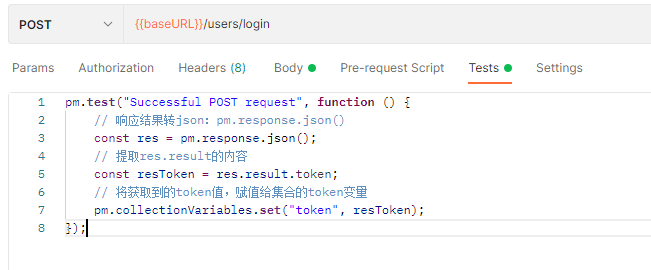 POST {{baseURL}}/users/login
Params Authorization Headers (8) Body Pre-request Script Tests Settings
1 pm.test("Successful POST request", function () {
2 // 响应结果转json: pm.response.json()
3 const res = pm.response.json();
4 // 提取res.result的内容
5 const resToken = res.result.token;
6 // 将获取到的token值，赋值给集合的token变量
7 pm.collectionVariables.set("token", resToken);
8 });